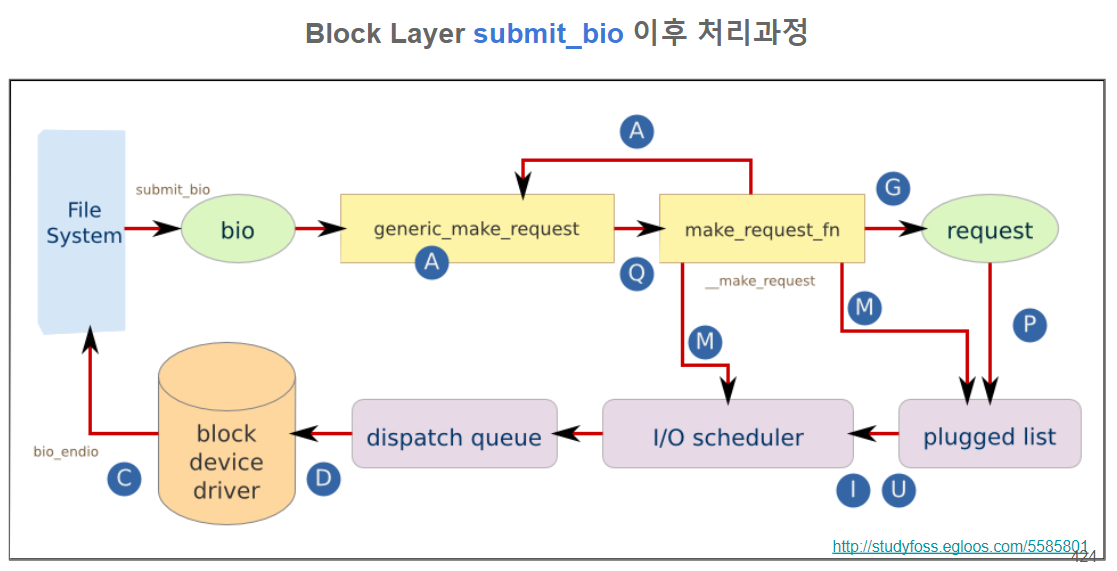 Block Layer submit_bio 이후 처리과정
A
submit_bio
G
File
System
bio
generic_make_request
make_request_fn
request
A
Q
__make_request
M
P
M
block
device
driver
dispatch queue
I/O scheduler
plugged list
bio_endio
C
D
I
U
http://studyfoss.egloos.com/5585801
424